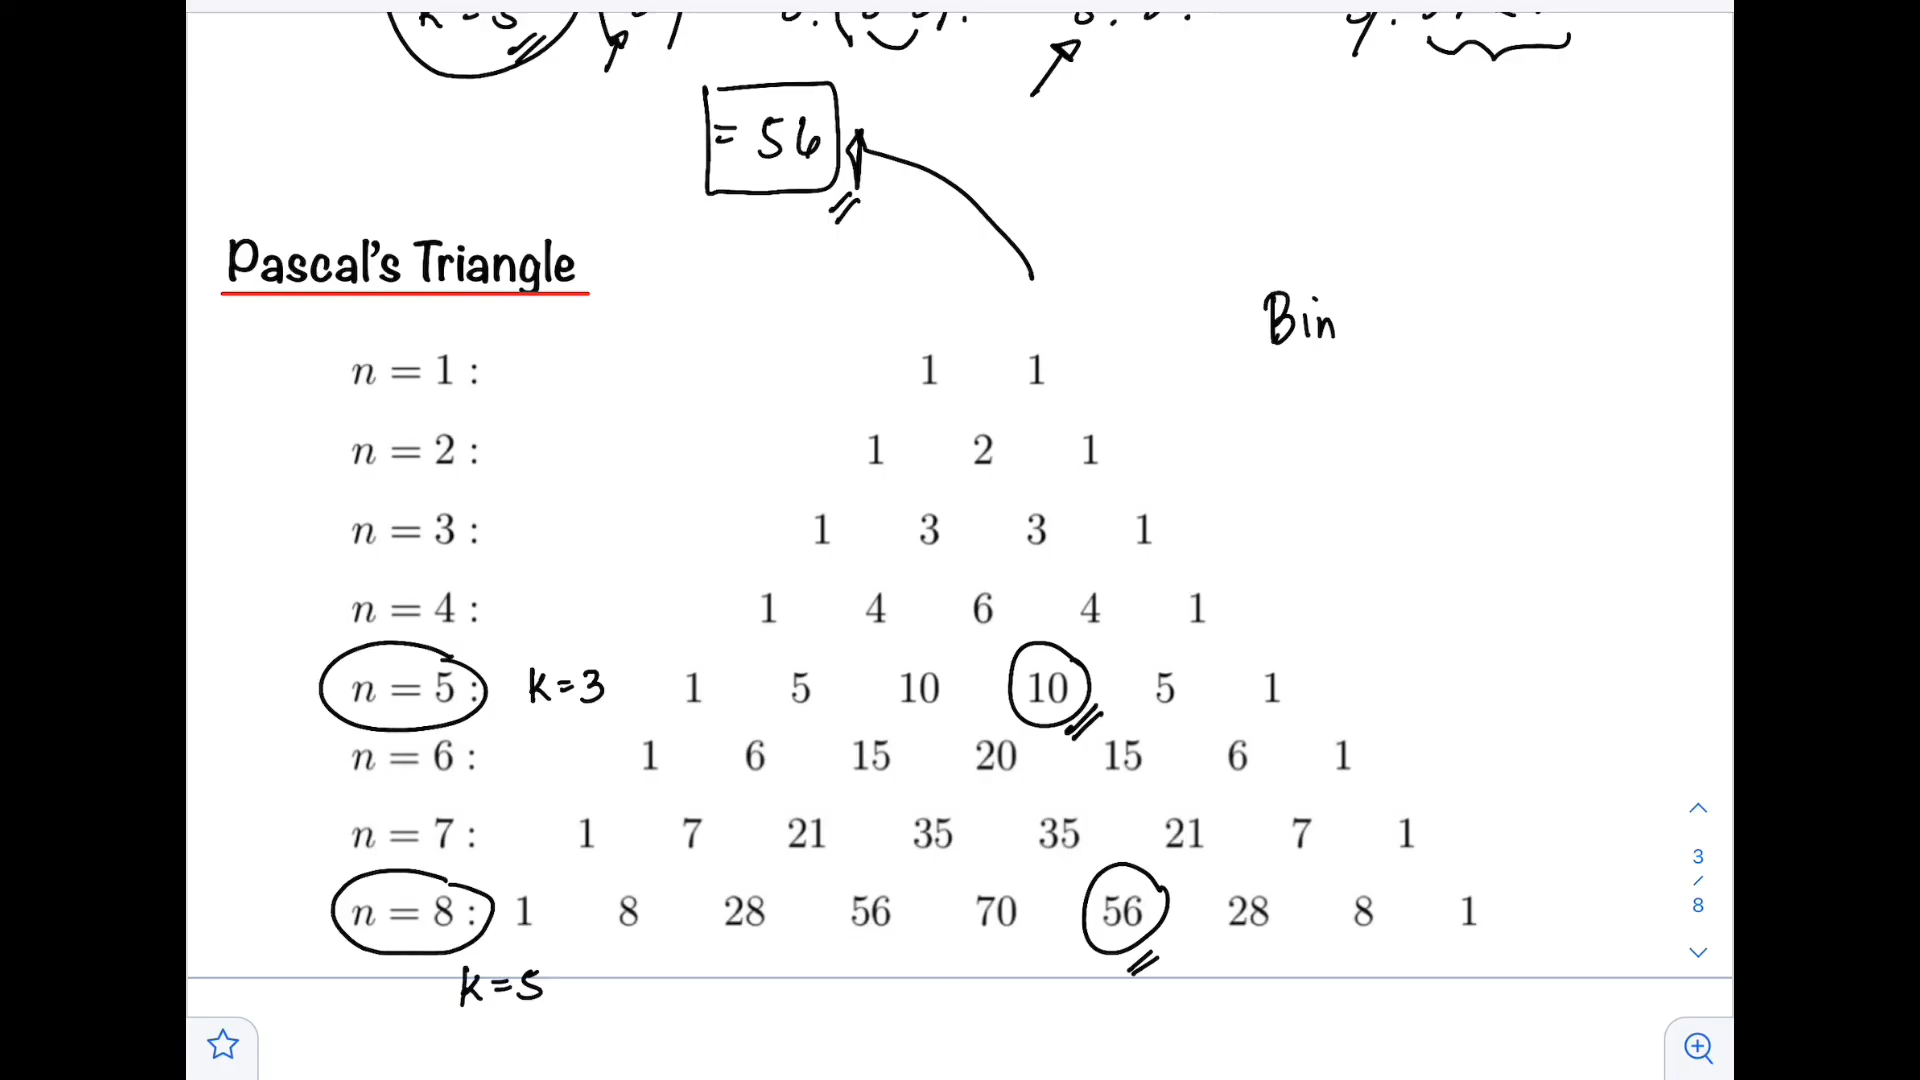 k=5
= 56
Pascal's Triangle
Bin
n = 1 : 1 1
n = 2 : 1 2 1
n = 3 : 1 3 3 1
n = 4 : 1 4 6 4 1
n = 5 : k=3 1 5 10 10 5 1
n = 6 : 1 6 15 20 15 6 1
n = 7 : 1 7 21 35 35 21 7 1
n = 8 : 1 8 28 56 70 56 28 8 1
k=5
3
/
8